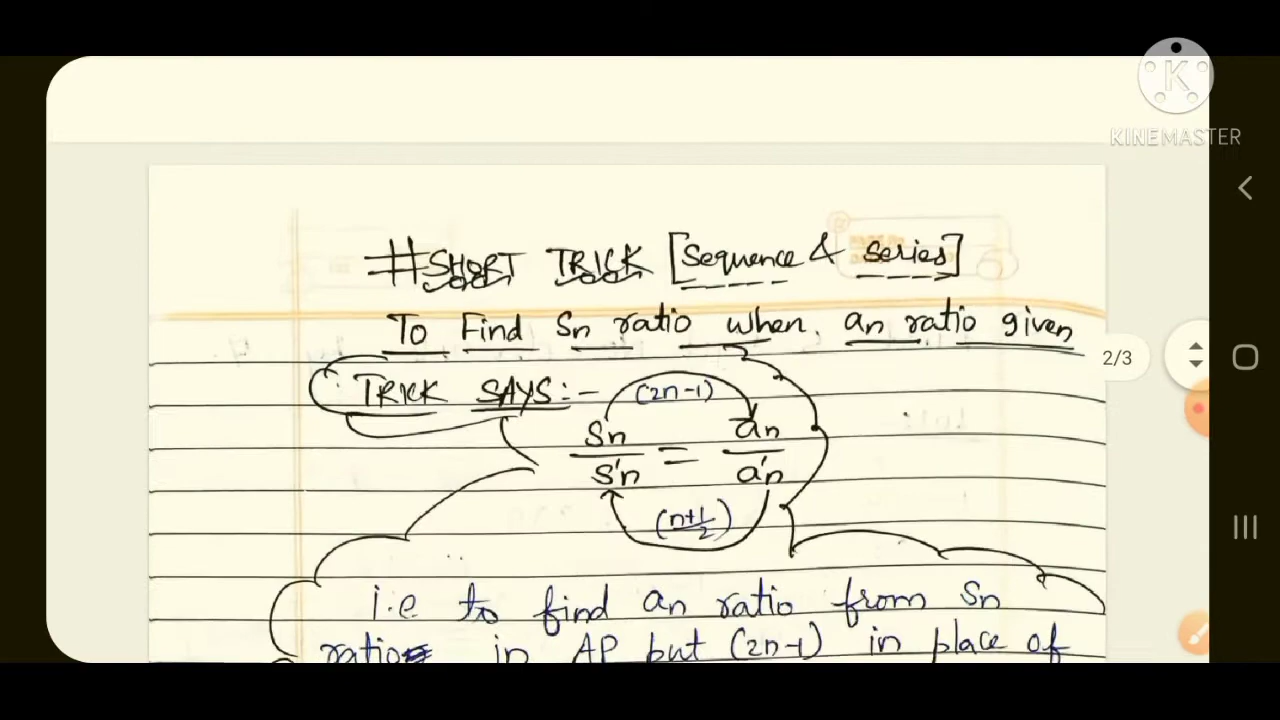 KINEMASTER
#SHORT TRICK [Sequence & series]
To Find Sn ratio when an ratio given
2/3
TRICK SAYS:-
(2n-1)
Sn/S'n = an/a'n
(n+1/2)
i.e to find an ratio from Sn
ratio in AP but (2n-1) in place of